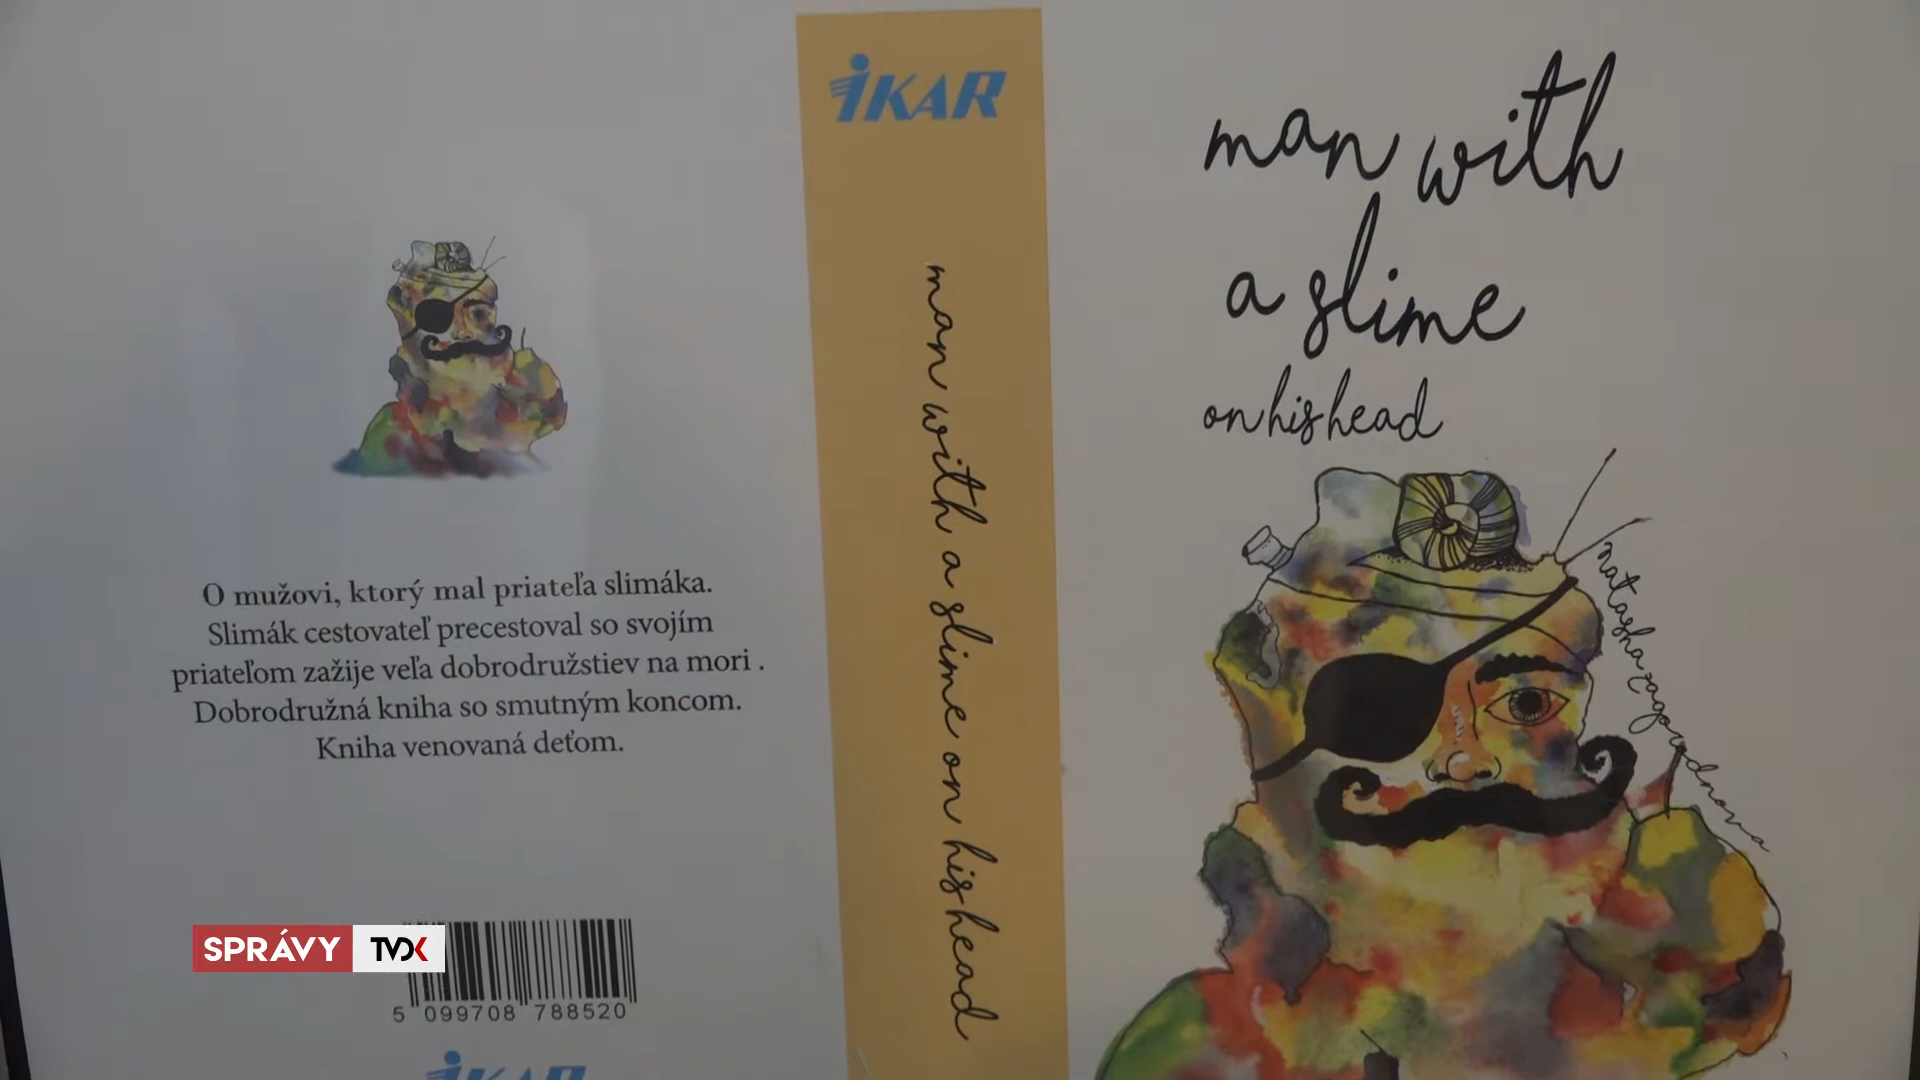 O mužovi, ktorý mal priateľa slimáka.
Slimák cestovateľ precestoval so svojím
priateľom zažije veľa dobrodružstiev na mori .
Dobrodružná kniha so smutným koncom.
Kniha venovaná deťom.
SPRÁVY TVDK
5 099708 788520
IKAR
IKAR
man with a slime on his head
man with
a slime
on his head
natasha zagorodnova